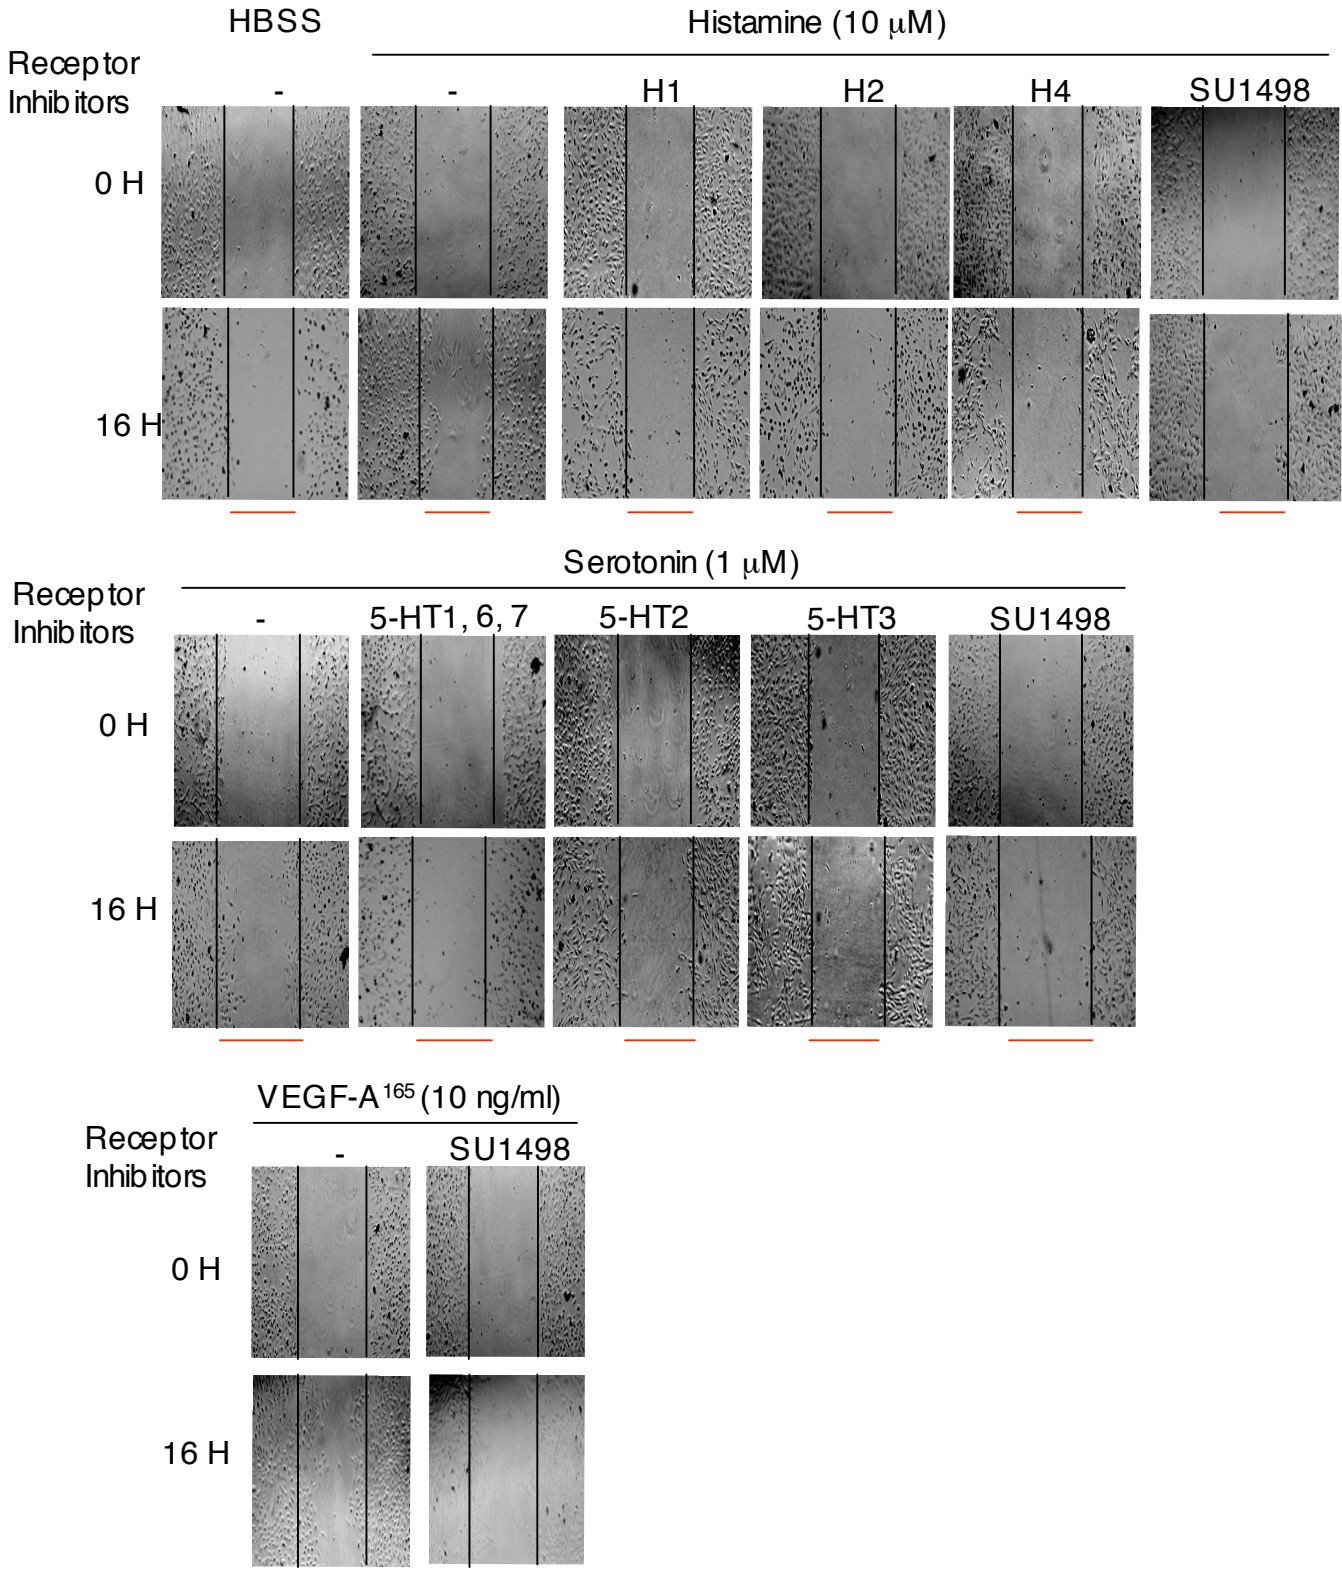 HBSS
Histamine (10 µM)
Receptor
Inhibitors
- - H1 H2 H4 SU1498
0 H
16 H
Serotonin (1 µM)
Receptor
Inhibitors
- 5-HT1, 6, 7 5-HT2 5-HT3 SU1498
0 H
16 H
VEGF-A¹⁶⁵ (10 ng/ml)
Receptor
Inhibitors
- SU1498
0 H
16 H